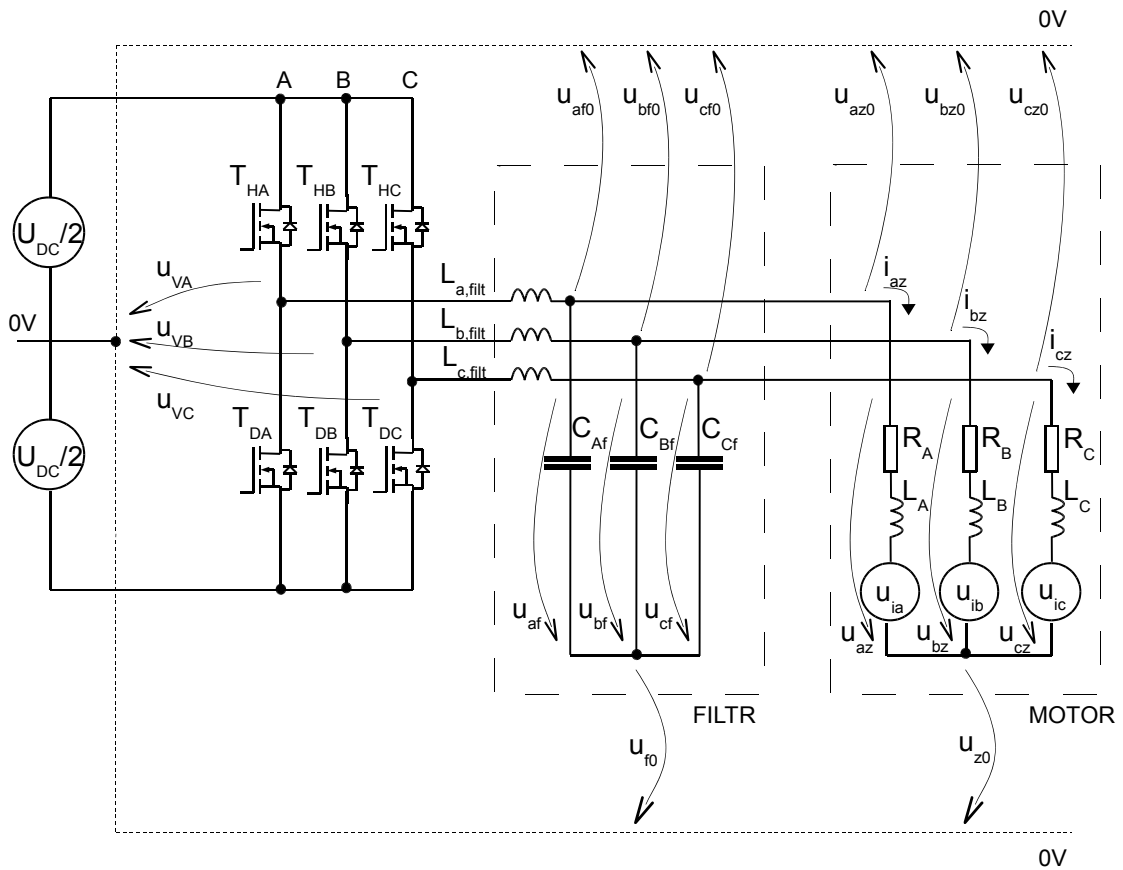 0V
A B C
u_af0 u_bf0 u_cf0 u_az0 u_bz0 u_cz0
T_HA T_HB T_HC
U_DC/2
u_VA
L_a,filt
i_az
0V
u_VB
L_b,filt
i_bz
L_c,filt
i_cz
u_VC
T_DA T_DB T_DC
C_Af C_Bf C_Cf
R_A R_B R_C
U_DC/2
L_A L_B L_C
u_ia u_ib u_ic
u_af u_bf u_cf
u_az u_bz u_cz
FILTR MOTOR
u_f0 u_z0
0V